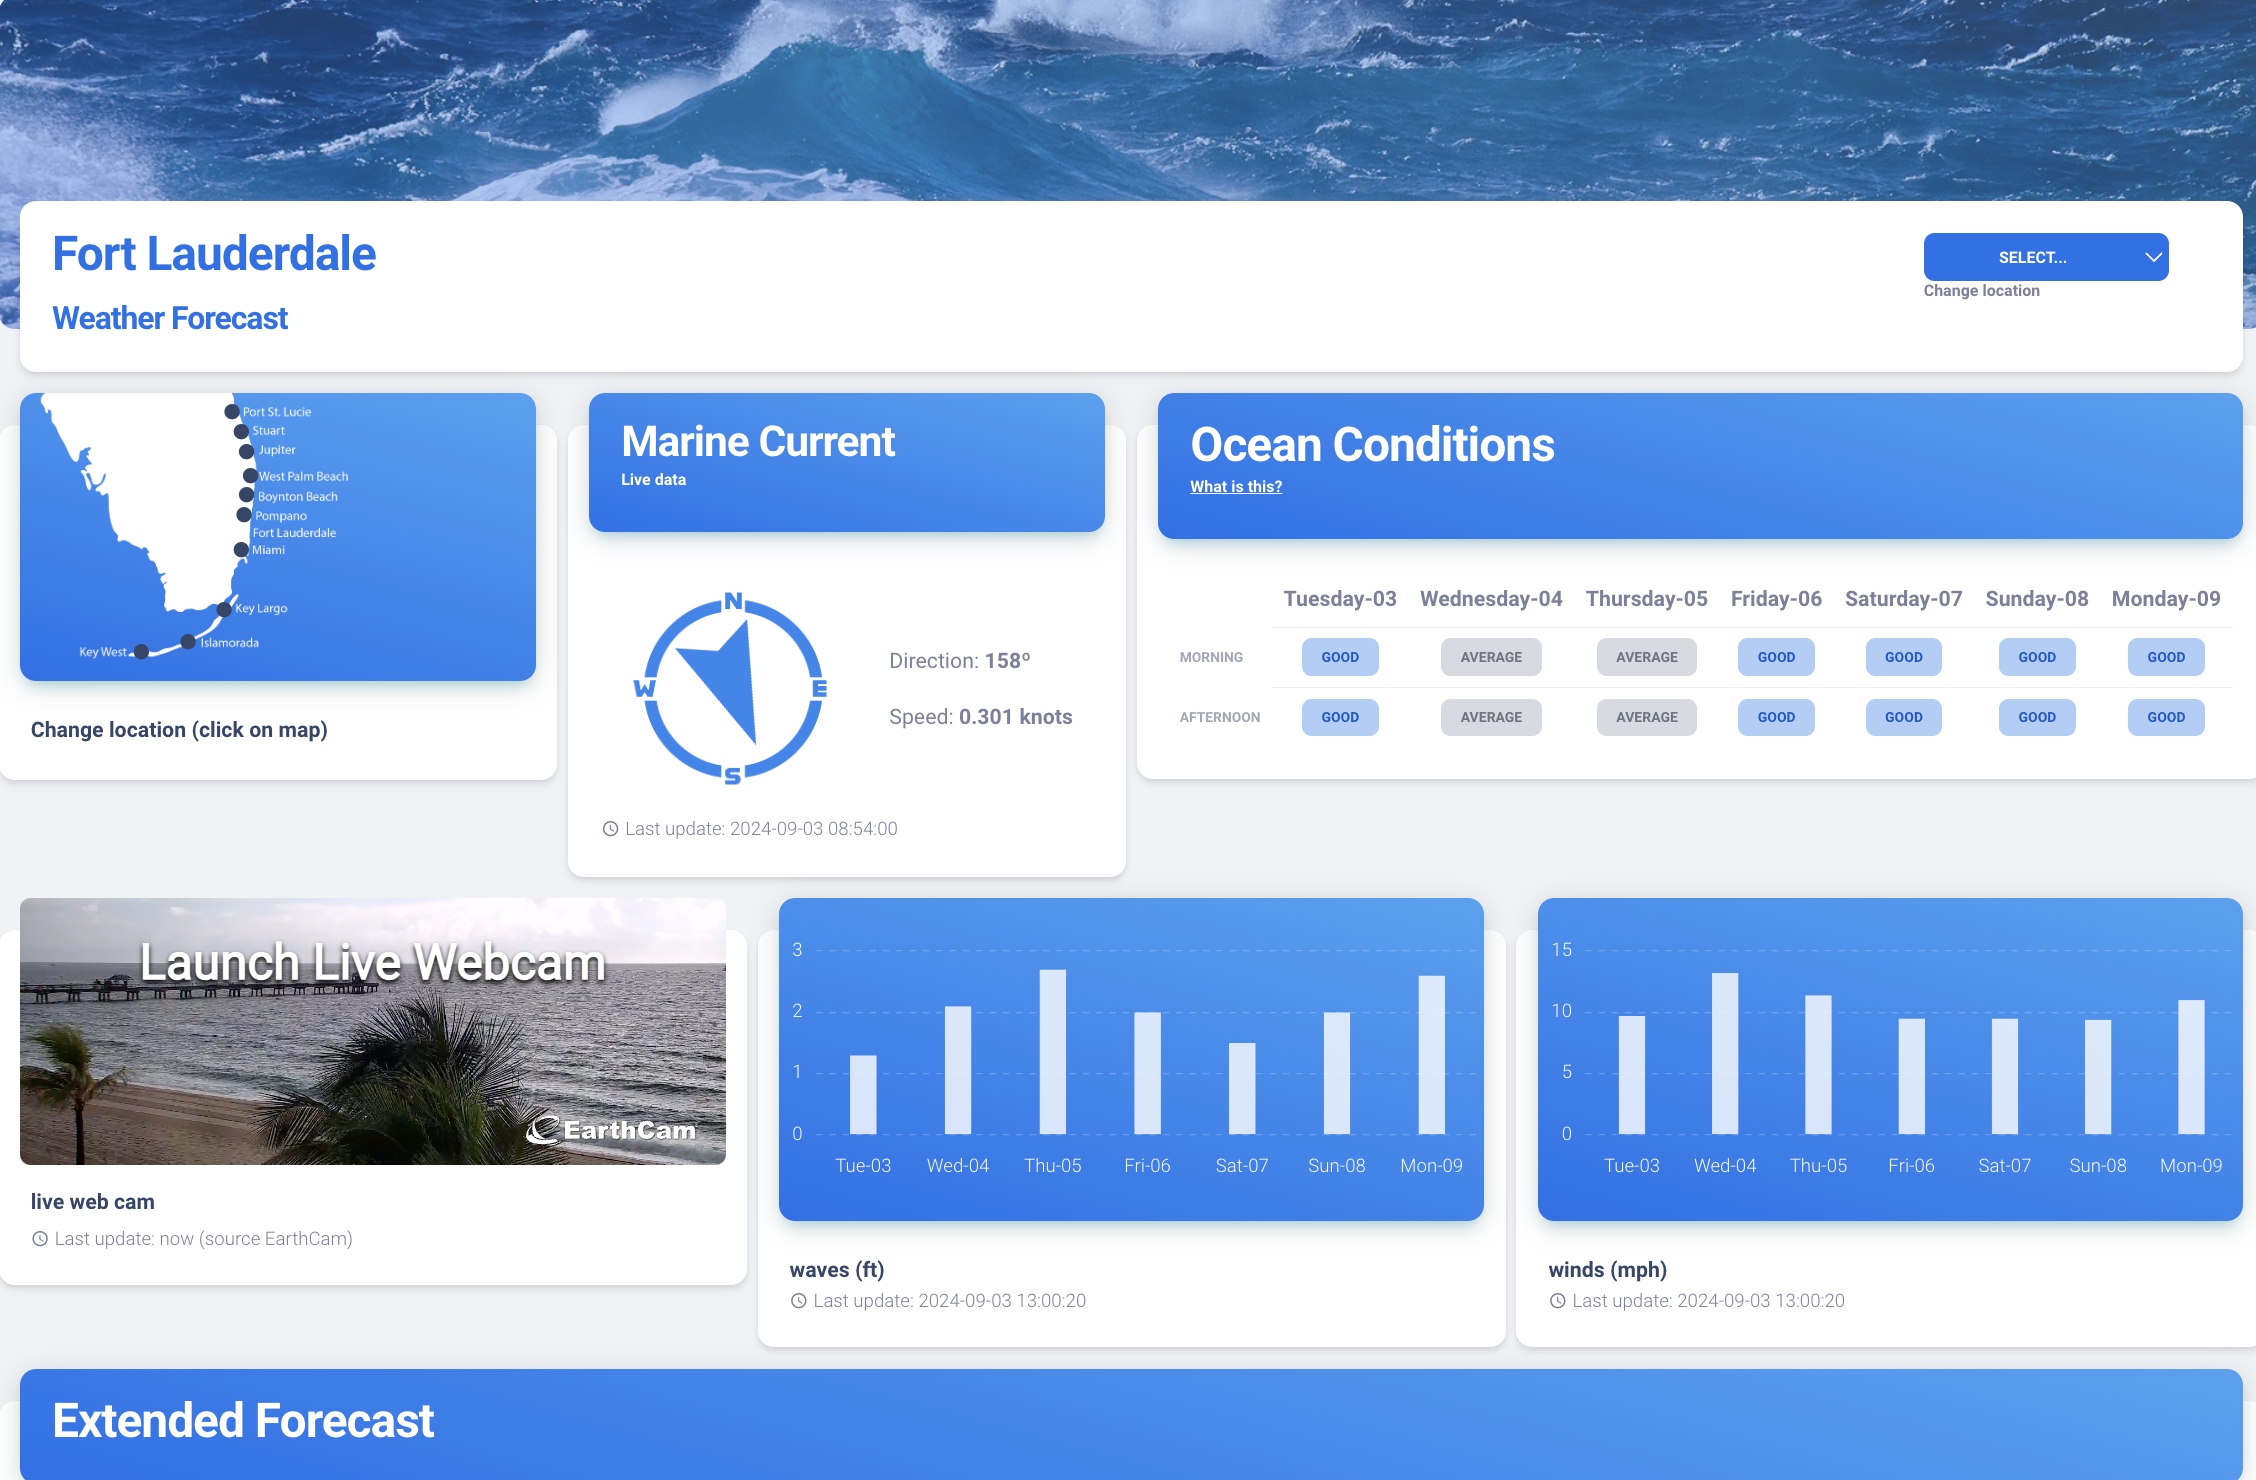 Fort Lauderdale
Weather Forecast
SELECT...
Change location
Port St. Lucie
Stuart
Jupiter
West Palm Beach
Boynton Beach
Pompano
Fort Lauderdale
Miami
Key Largo
Islamorada
Key West
Change location (click on map)
Marine Current
Live data
N
W
E
S
Direction: 158º
Speed: 0.301 knots
Last update: 2024-09-03 08:54:00
Ocean Conditions
What is this?
Tuesday-03 Wednesday-04 Thursday-05 Friday-06 Saturday-07 Sunday-08 Monday-09
MORNING GOOD AVERAGE AVERAGE GOOD GOOD GOOD GOOD
AFTERNOON GOOD AVERAGE AVERAGE GOOD GOOD GOOD GOOD
Launch Live Webcam
EarthCam
live web cam
Last update: now (source EarthCam)
3
2
1
0
Tue-03 Wed-04 Thu-05 Fri-06 Sat-07 Sun-08 Mon-09
waves (ft)
Last update: 2024-09-03 13:00:20
15
10
5
0
Tue-03 Wed-04 Thu-05 Fri-06 Sat-07 Sun-08 Mon-09
winds (mph)
Last update: 2024-09-03 13:00:20
Extended Forecast